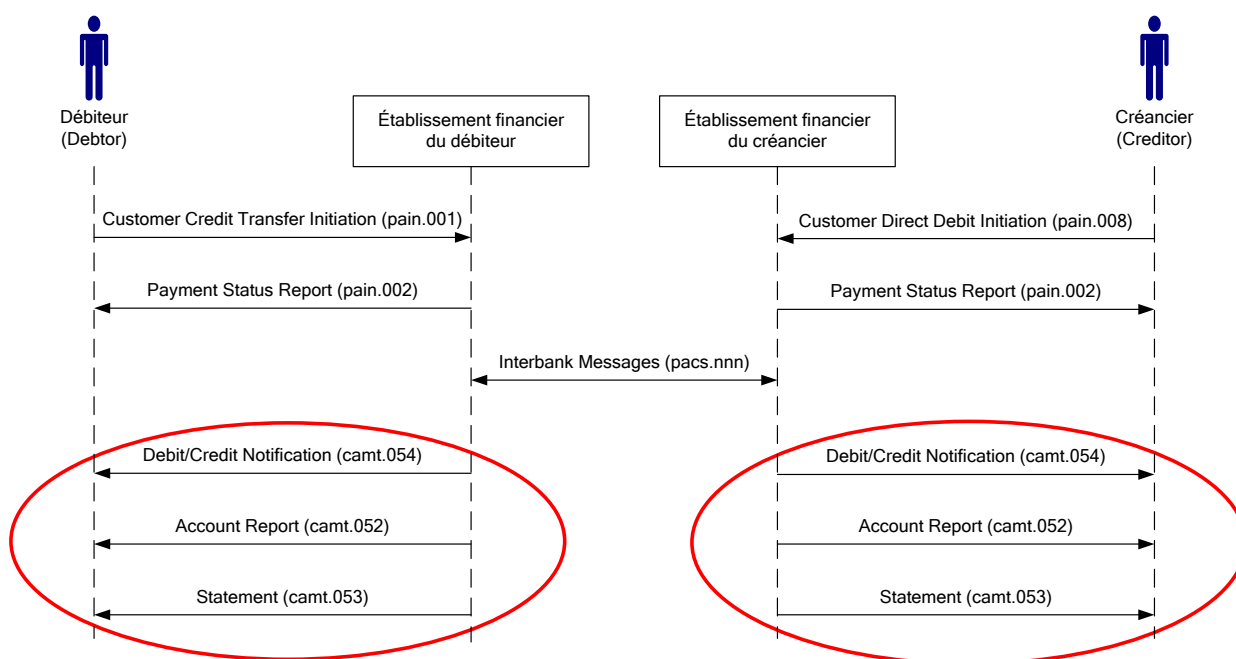 Débiteur
(Debtor)
Établissement financier
du débiteur
Établissement financier
du créancier
Créancier
(Creditor)
Customer Credit Transfer Initiation (pain.001)
Customer Direct Debit Initiation (pain.008)
Payment Status Report (pain.002)
Payment Status Report (pain.002)
Interbank Messages (pacs.nnn)
Debit/Credit Notification (camt.054)
Debit/Credit Notification (camt.054)
Account Report (camt.052)
Account Report (camt.052)
Statement (camt.053)
Statement (camt.053)